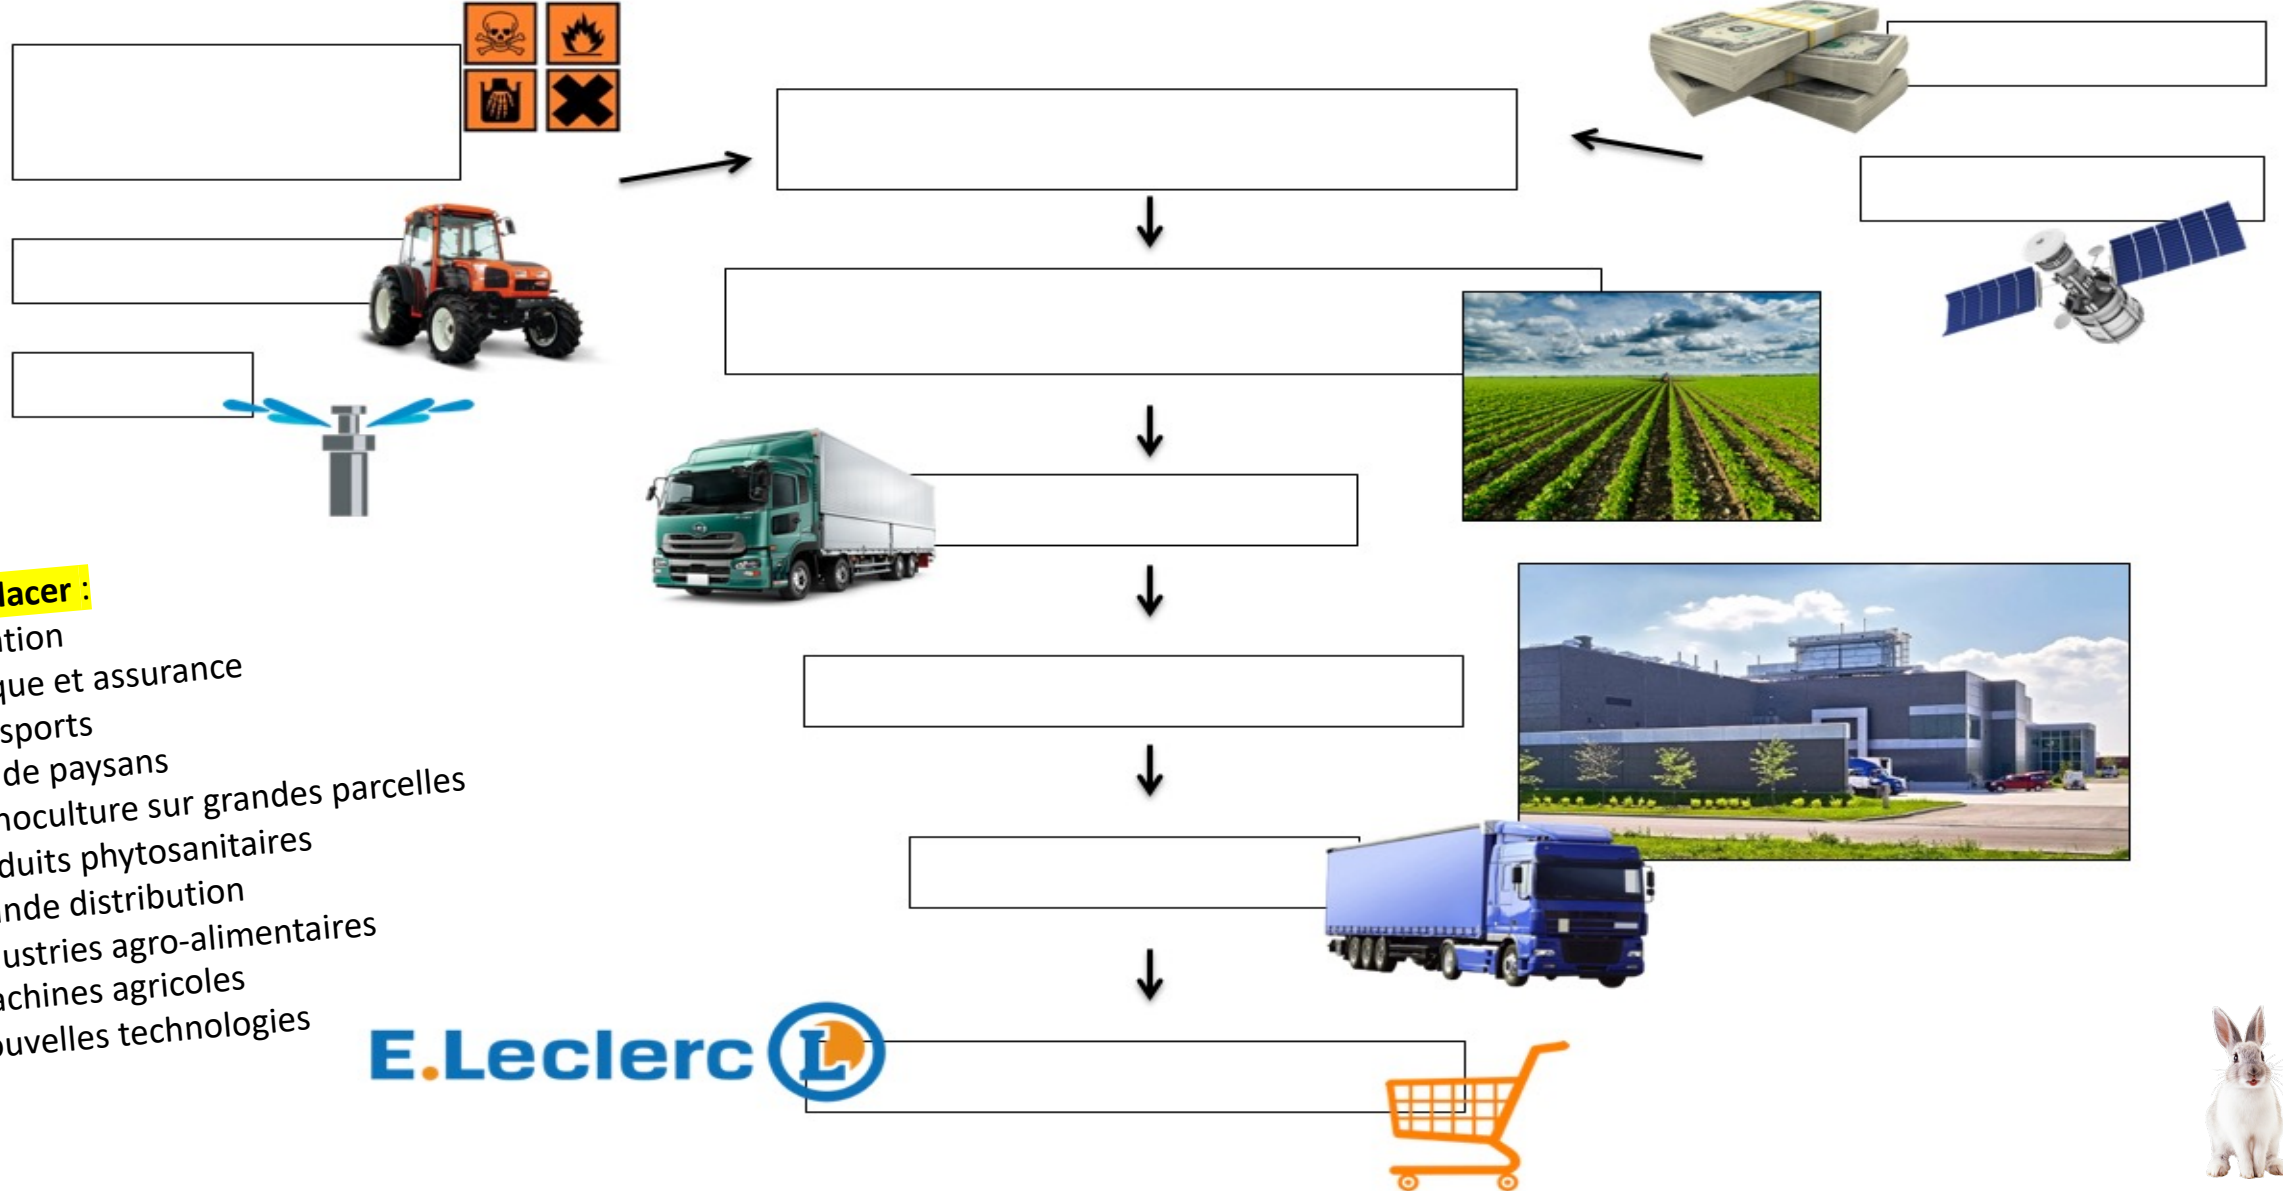 lacer :
tion
que et assurance
sports
de paysans
noculture sur grandes parcelles
duits phytosanitaires
nde distribution
ustries agro-alimentaires
achines agricoles
ouvelles technologies
E.Leclerc L